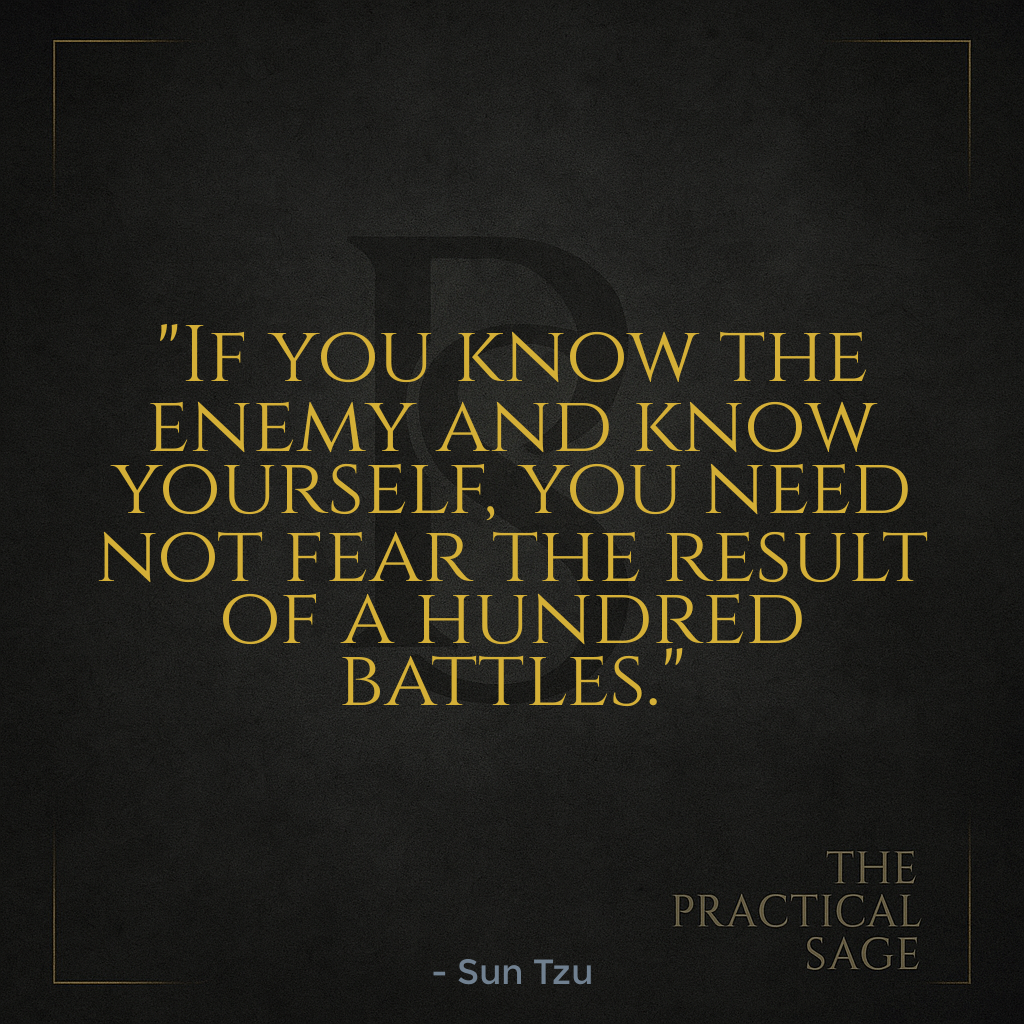 "If you know the
enemy and know
yourself, you need
not fear the result
of a hundred
battles."
THE
PRACTICAL
SAGE
- Sun Tzu